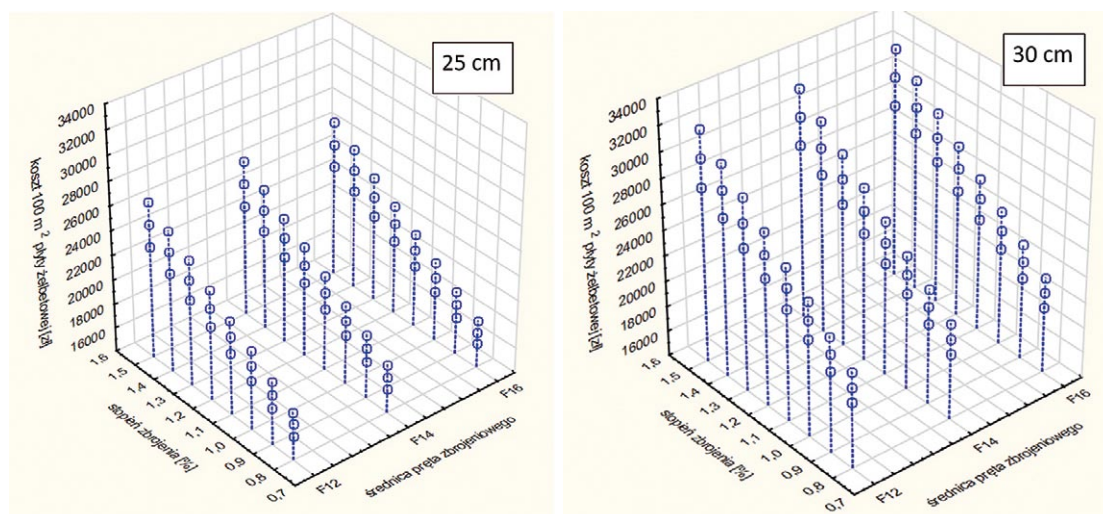 25 cm
34000
32000
30000
28000
26000
24000
22000
20000
18000
16000
koszt 100 m² płyty żelbetowej [zł]
1,6
1,5
1,4
1,3
1,2
1,1
1,0
0,9
0,8
0,7
stopień zbrojenia [%]
F12
F14
F16
średnica pręta zbrojeniowego
30 cm
34000
32000
30000
28000
26000
24000
22000
20000
18000
16000
koszt 100 m² płyty żelbetowej [zł]
1,6
1,5
1,4
1,3
1,2
1,1
1,0
0,9
0,8
0,7
stopień zbrojenia [%]
F12
F14
F16
średnica pręta zbrojeniowego